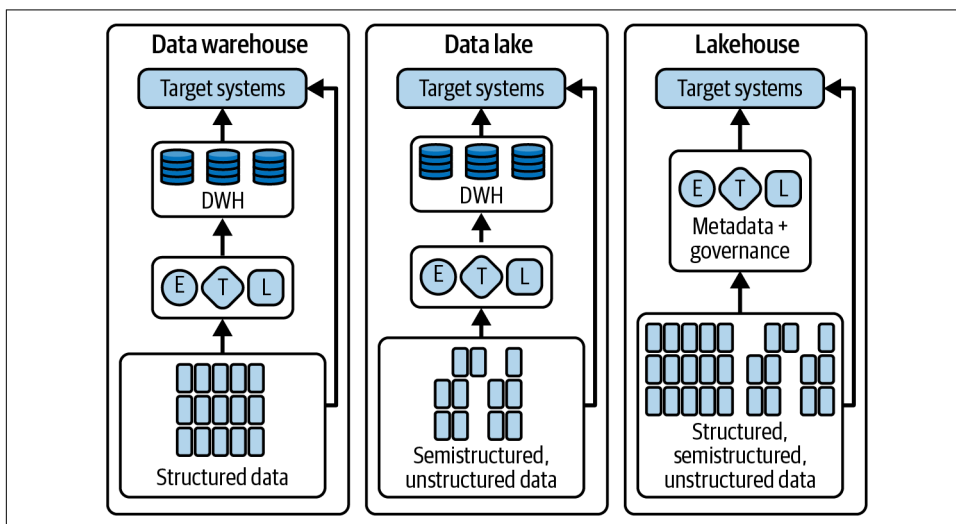 Data warehouse
Target systems
DWH
E T L
Structured data
Data lake
Target systems
DWH
E T L
Semistructured,
unstructured data
Lakehouse
Target systems
E T L
Metadata +
governance
Structured,
semistructured,
unstructured data